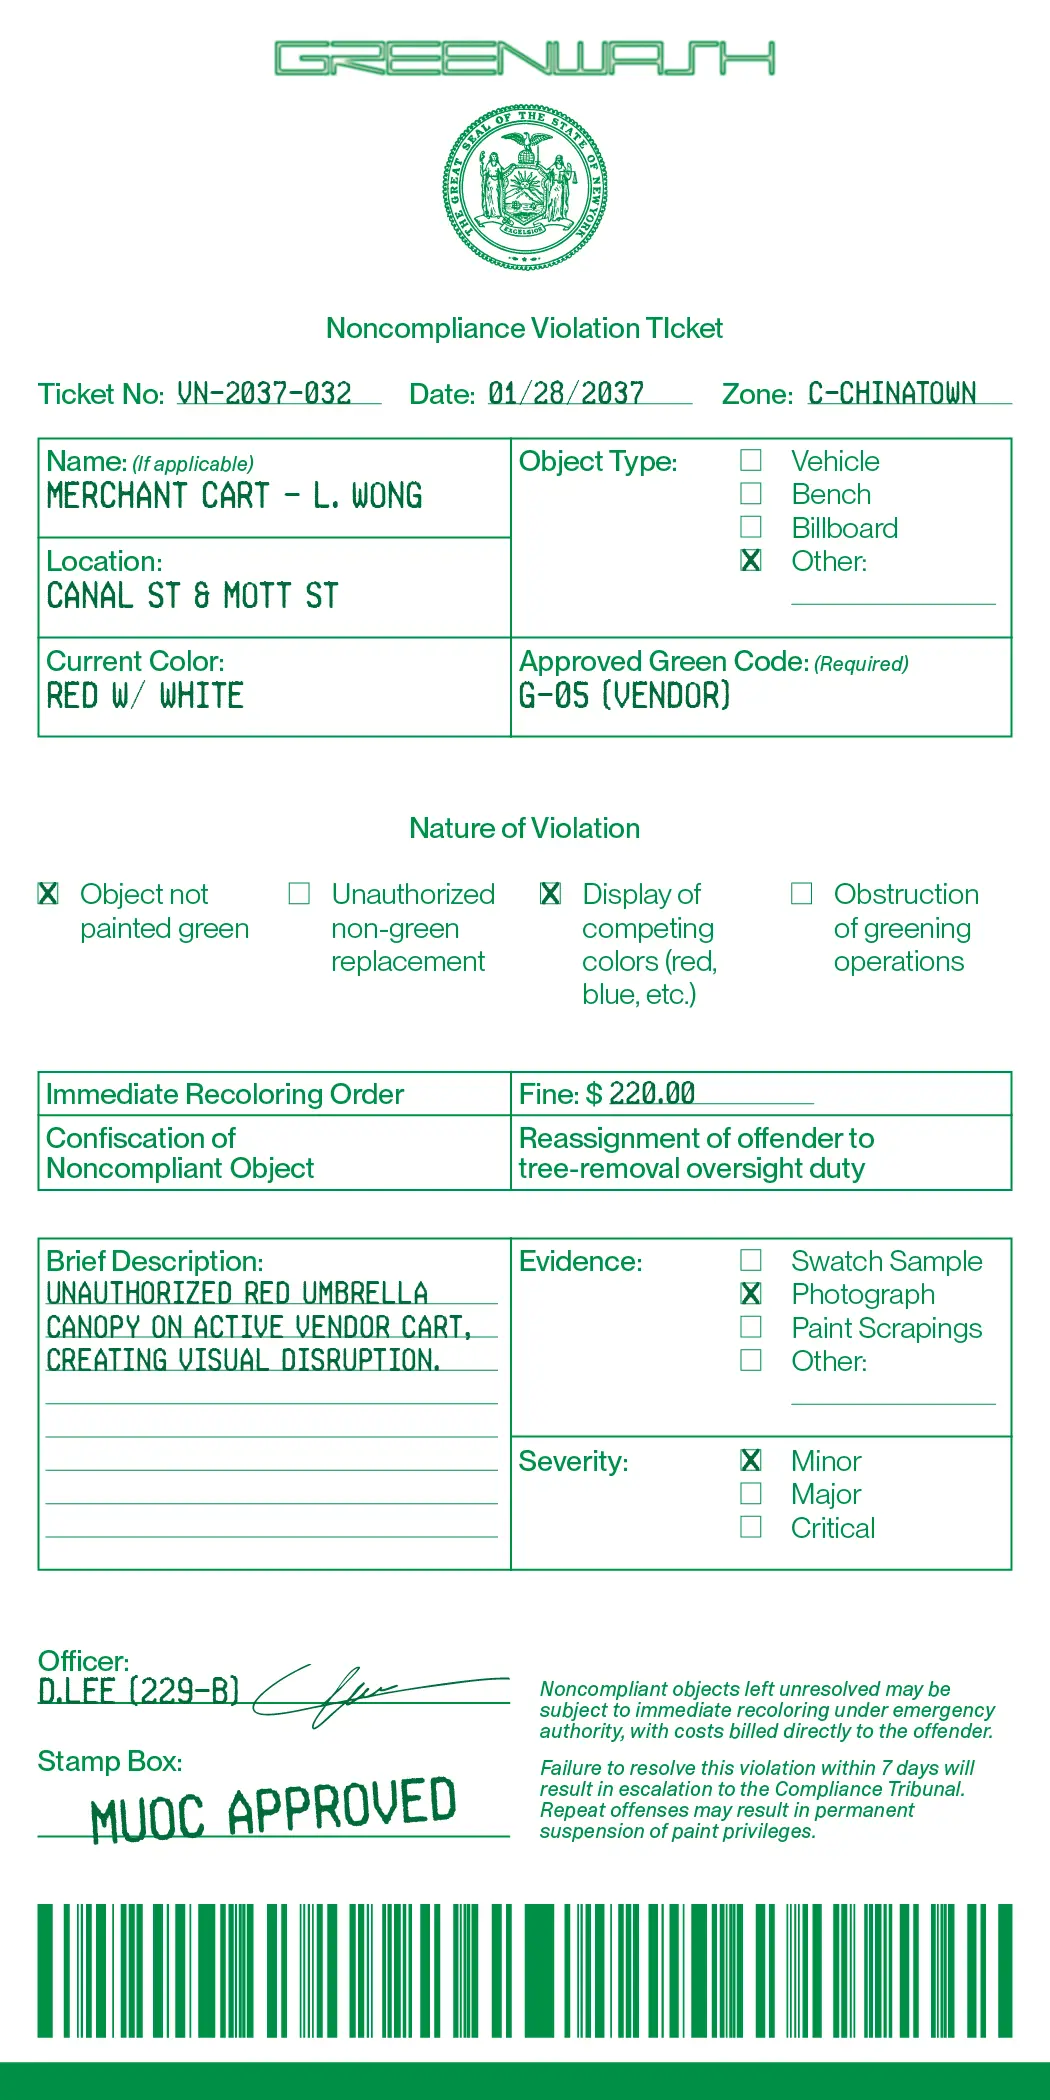 GREENWASH
THE GREAT SEAL OF THE STATE OF NEW YORK
EXCELSIOR
Noncompliance Violation TIcket
Ticket No: VN-2037-032 Date: 01/28/2037 Zone: C-CHINATOWN
Name: (If applicable)
MERCHANT CART - L. WONG
Object Type:
Vehicle
Bench
Billboard
X Other:
Location:
CANAL ST & MOTT ST
Current Color:
RED W/ WHITE
Approved Green Code: (Required)
G-05 (VENDOR)
Nature of Violation
X Object not
painted green
Unauthorized
non-green
replacement
X Display of
competing
colors (red,
blue, etc.)
Obstruction
of greening
operations
Immediate Recoloring Order
Fine: $ 220.00
Confiscation of
Noncompliant Object
Reassignment of offender to
tree-removal oversight duty
Brief Description:
UNAUTHORIZED RED UMBRELLA
CANOPY ON ACTIVE VENDOR CART,
CREATING VISUAL DISRUPTION.
Evidence:
Swatch Sample
X Photograph
Paint Scrapings
Other:
Severity:
X Minor
Major
Critical
Officer:
D.LEE (229-B)
Stamp Box:
MUOC APPROVED
Noncompliant objects left unresolved may be
subject to immediate recoloring under emergency
authority, with costs billed directly to the offender.
Failure to resolve this violation within 7 days will
result in escalation to the Compliance Tribunal.
Repeat offenses may result in permanent
suspension of paint privileges.